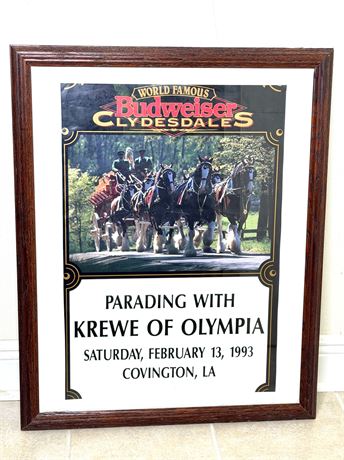 WORLD FAMOUS
Budweiser
CLYDESDALES
PARADING WITH
KREWE OF OLYMPIA
SATURDAY, FEBRUARY 13, 1993
COVINGTON, LA